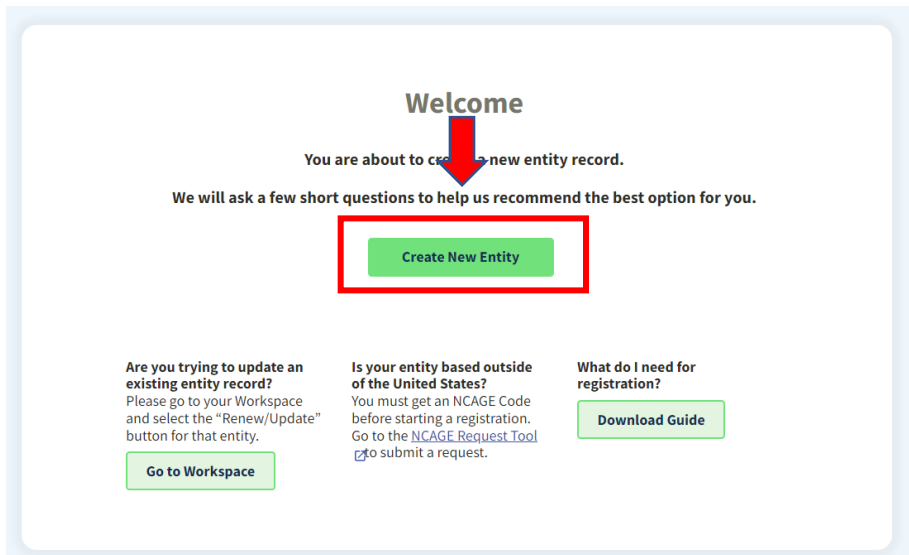 Welcome
You are about to a new entity record.
We will ask a few short questions to help us recommend the best option for you.
Create New Entity
Are you trying to update an
existing entity record?
Please go to your Workspace
and select the “Renew/Update”
button for that entity.
Go to Workspace
Is your entity based outside
of the United States?
You must get an NCAGE Code
before starting a registration.
Go to the NCAGE Request Tool
to submit a request.
What do I need for
registration?
Download Guide